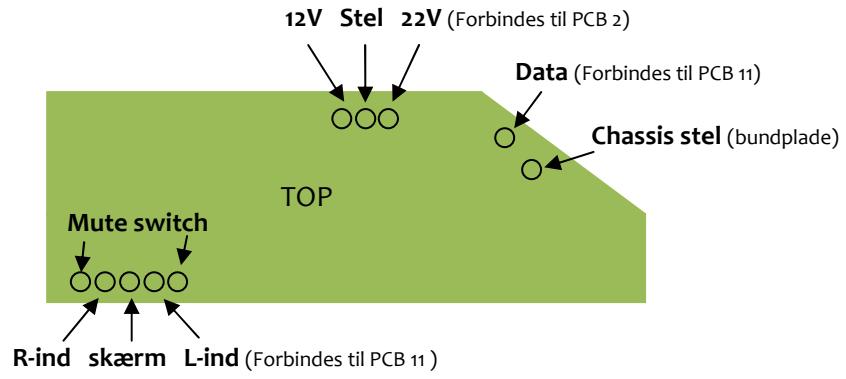 12V Stel 22V (Forbindes til PCB 2)
Data (Forbindes til PCB 11)
Chassis stel (bundplade)
TOP
Mute switch
R-ind skærm L-ind (Forbindes til PCB 11 )